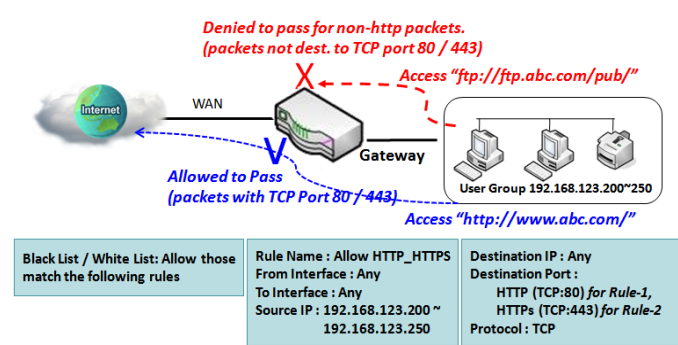 Denied to pass for non-http packets.
(packets not dest. to TCP port 80 / 443)
Access “ftp://ftp.abc.com/pub/”
X
Internet
WAN
V
Gateway
Allowed to Pass
(packets with TCP Port 80 / 443)
User Group 192.168.123.200~250
Access “http://www.abc.com/”
Black List / White List: Allow those
match the following rules
Rule Name : Allow HTTP_HTTPS
From Interface : Any
To Interface : Any
Source IP : 192.168.123.200 ~
192.168.123.250
Destination IP : Any
Destination Port :
HTTP (TCP:80) for Rule-1,
HTTPs (TCP:443) for Rule-2
Protocol : TCP